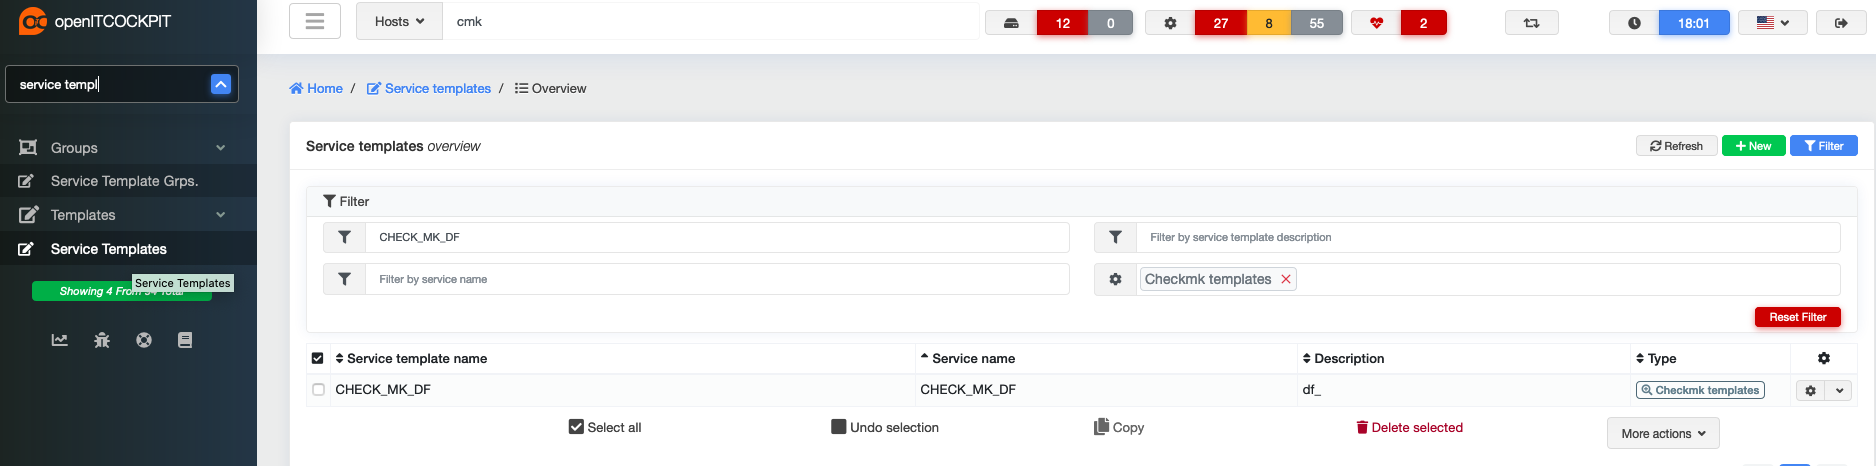 openITCOCKPIT
Hosts
cmk
12
0
27
8
55
2
18:01
service templ
Home / Service templates / Overview
Groups
Service Template Grps.
Templates
Service Templates
Service Templates
Showing 4 From 54 Total
Service templates overview
Refresh
New
Filter
Filter
CHECK_MK_DF
Filter by service template description
Filter by service name
Checkmk templates
Reset Filter
Service template name
Service name
Description
Type
CHECK_MK_DF
CHECK_MK_DF
df_
Checkmk templates
Select all
Undo selection
Copy
Delete selected
More actions